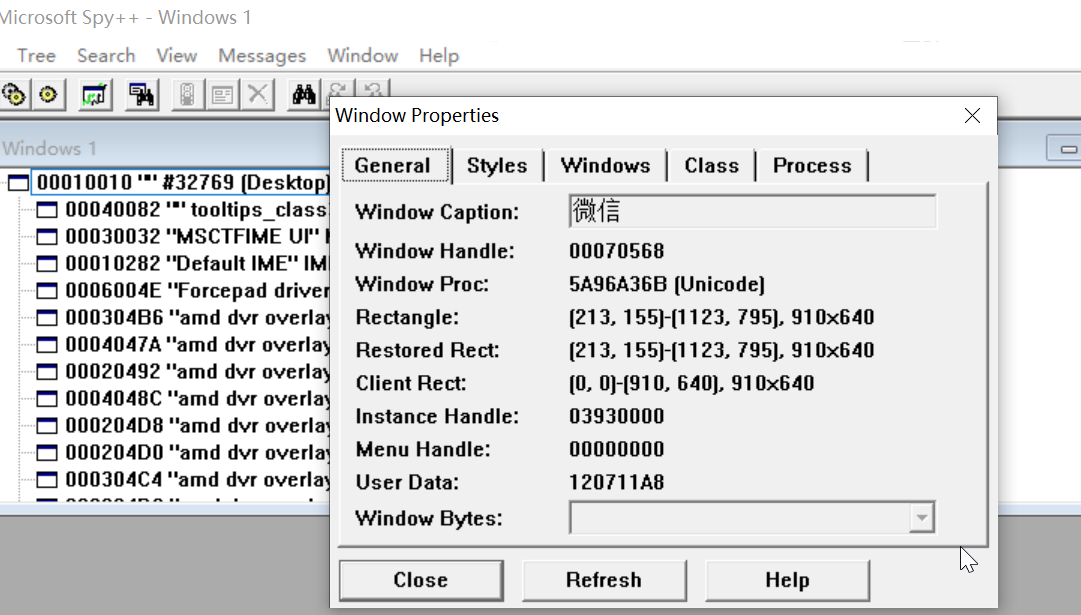 Microsoft Spy++ - Windows 1
Tree Search View Messages Window Help
Windows 1
00010010 "" #32769 (Desktop)
00040082 "" tooltips_class
00030032 "MSCTFIME UI"
00010282 "Default IME" IM
0006004E "Forcepad driver
000304B6 "amd dvr overlay
0004047A "amd dvr overlay
00020492 "amd dvr overlay
0004048C "amd dvr overlay
000204D8 "amd dvr overlay
000204D0 "amd dvr overlay
000304C4 "amd dvr overlay
Window Properties
General Styles Windows Class Process
Window Caption: 微信
Window Handle: 00070568
Window Proc: 5A96A36B (Unicode)
Rectangle: (213, 155)-(1123, 795), 910x640
Restored Rect: (213, 155)-(1123, 795), 910x640
Client Rect: (0, 0)-(910, 640), 910x640
Instance Handle: 03930000
Menu Handle: 00000000
User Data: 120711A8
Window Bytes:
Close Refresh Help